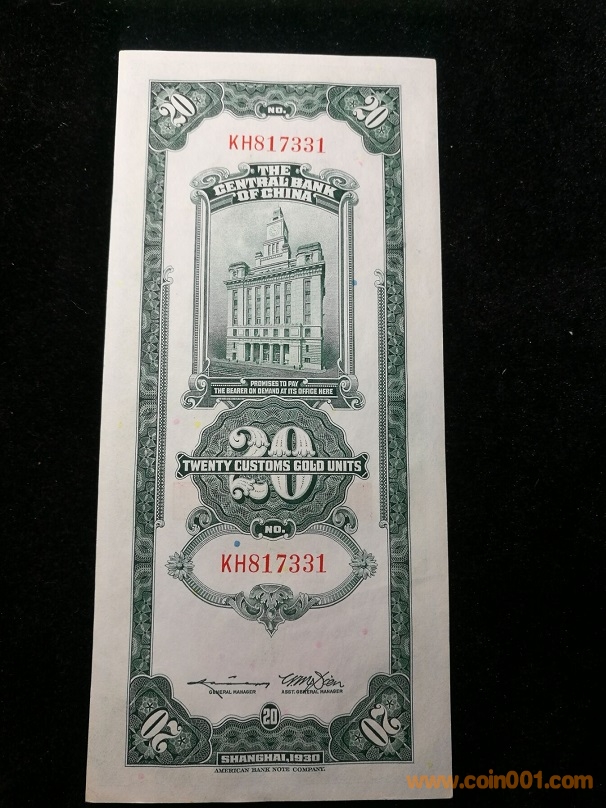 20 NO. 20
KH817331
THE
CENTRAL BANK
OF CHINA
PROMISES TO PAY
THE BEARER ON DEMAND AT ITS OFFICE HERE
20
TWENTY CUSTOMS GOLD UNITS
NO.
KH817331
GENERAL MANAGER ASST. GENERAL MANAGER
20 20 20
SHANGHAI, 1930
AMERICAN BANK NOTE COMPANY.
www.coin001.com